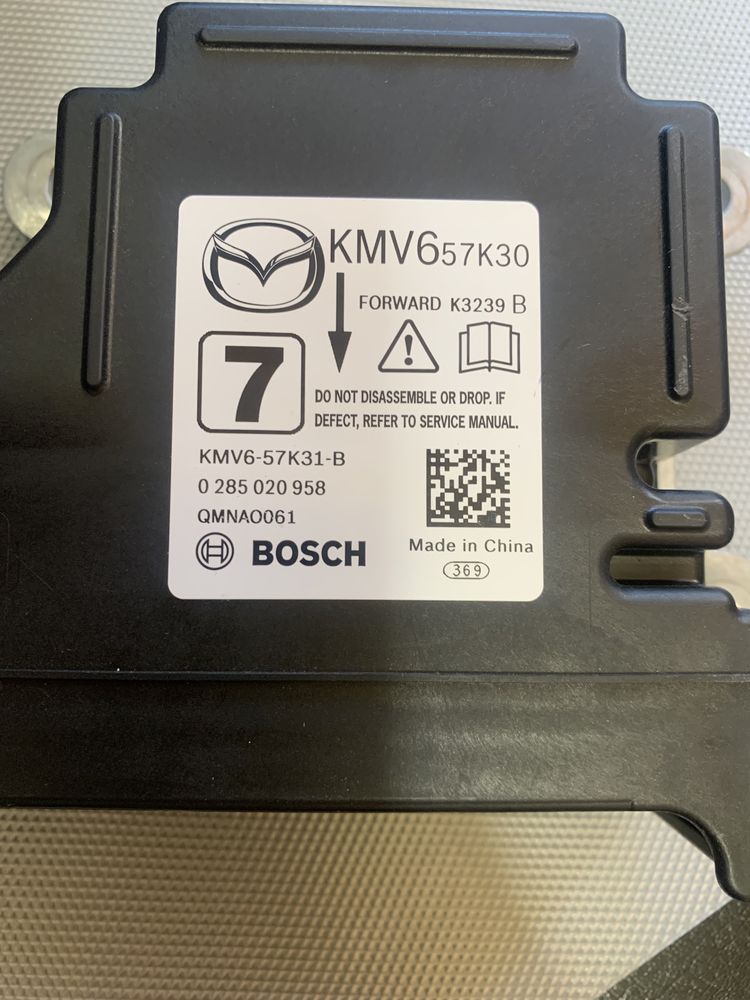 KMV657K30
FORWARD K3239 B
7
DO NOT DISASSEMBLE OR DROP. IF
DEFECT, REFER TO SERVICE MANUAL.
KMV6-57K31-B
0 285 020 958
QMNAO061
BOSCH
Made in China
369